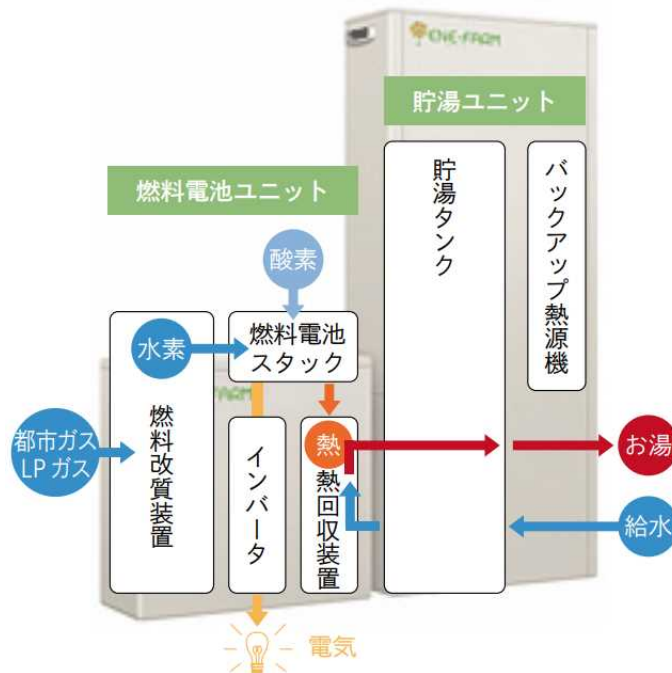 ENE-FARM
貯湯ユニット
燃料電池ユニット
貯湯タンク
バックアップ熱源機
酸素
水素
燃料電池
スタック
FARM
都市ガス
LPガス
燃料改質装置
インバータ
熱
熱回収装置
お湯
給水
電気